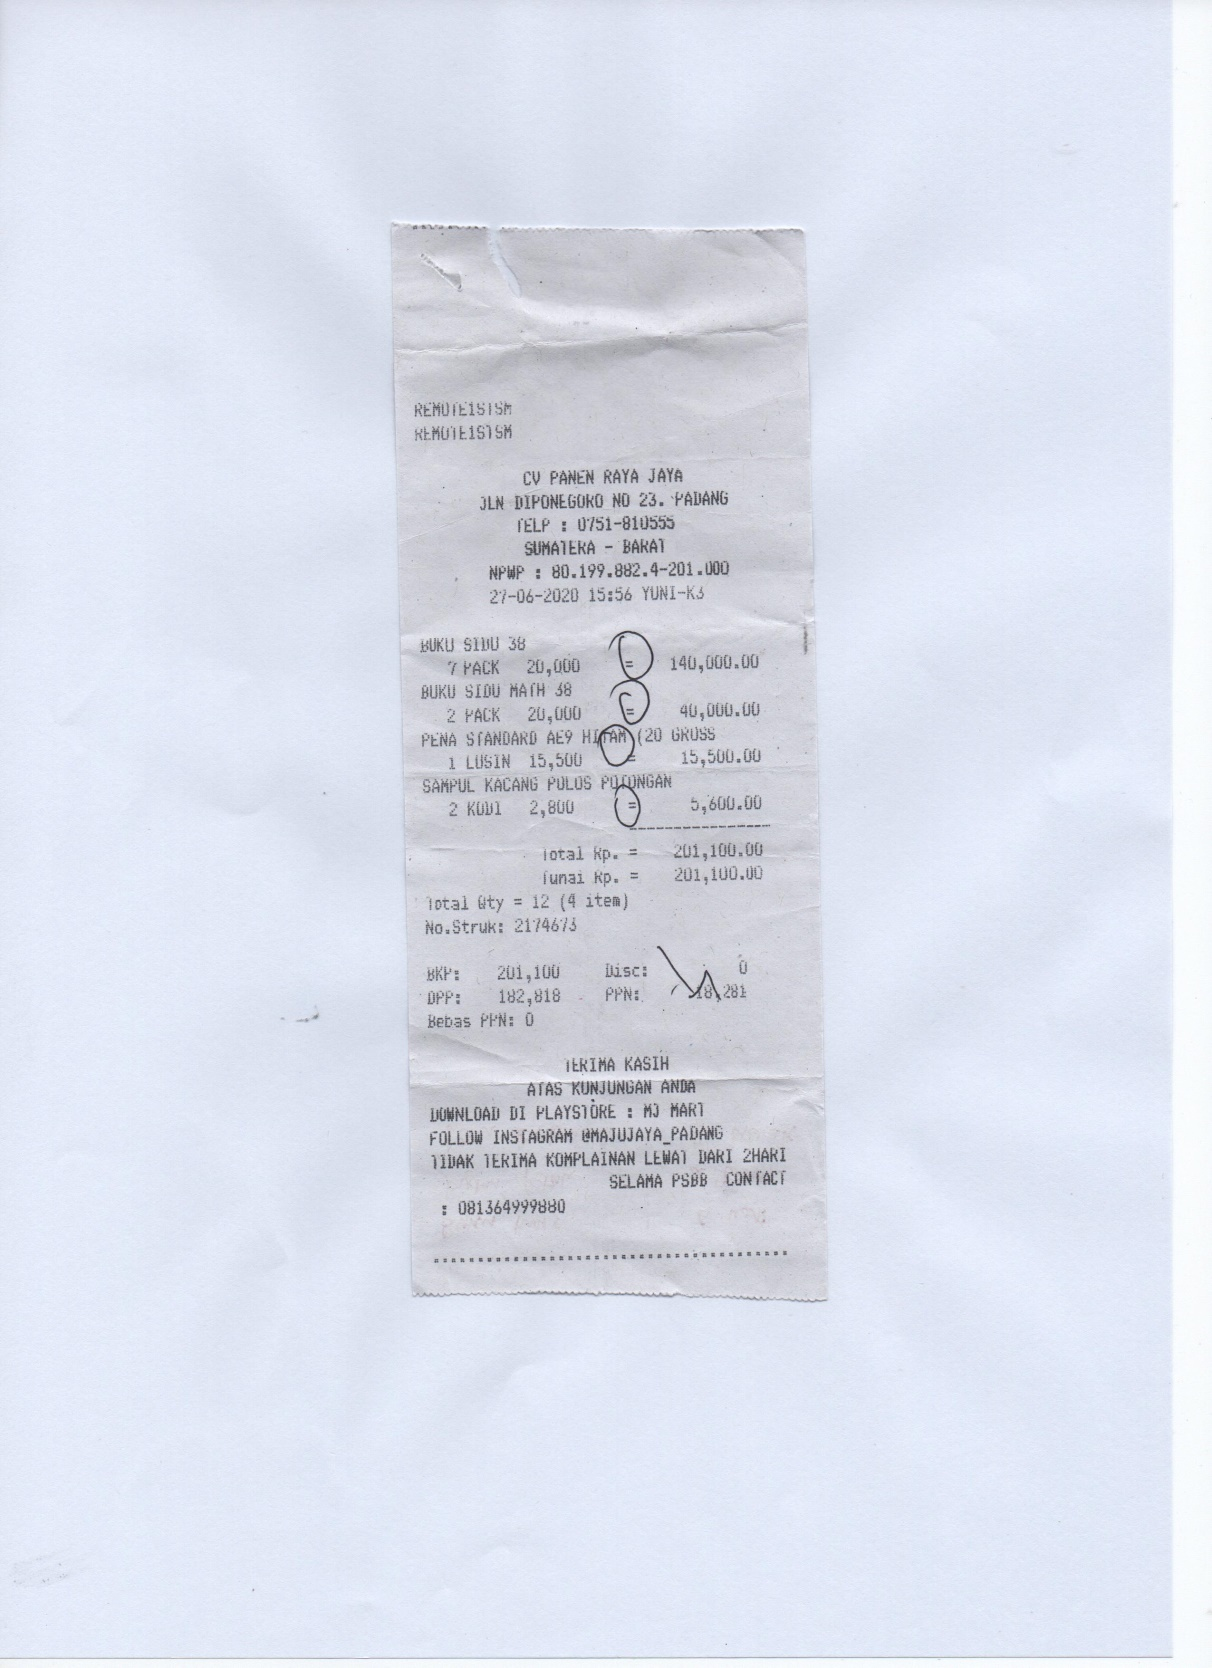 REMOTE1STSM
REMOTE1STSM
CV PANEN RAYA JAYA
JLN DIPONEGORO NO 23. PADANG
TELP : 0751-810555
SUMATERA - BARAT
NPWP : 80.199.882.4-201.000
27-06-2020 15:56 YUNI-K3
BUKU SIDU 38
7 PACK 20,000 = 140,000.00
BUKU SIDU MATH 38
2 PACK 20,000 = 40,000.00
PENA STANDARD AE9 HITAM (20 GROSS
1 LUSIN 15,500 = 15,500.00
SAMPUL KACANG POLOS POTONGAN
2 KODI 2,800 = 5,600.00
Total Rp. = 201,100.00
Tunai Rp. = 201,100.00
Total Qty = 12 (4 item)
No.Struk: 2174673
BKP: 201,100 Disc: 0
DPP: 182,818 PPN: 18,281
Bebas PPN: 0
TERIMA KASIH
ATAS KUNJUNGAN ANDA
DOWNLOAD DI PLAYSTORE : MJ MART
FOLLOW INSTAGRAM @MAJUJAYA_PADANG
TIDAK TERIMA KOMPLAINAN LEWAT DARI 2HARI
SELAMA PSBB CONTACT
: 081364999880